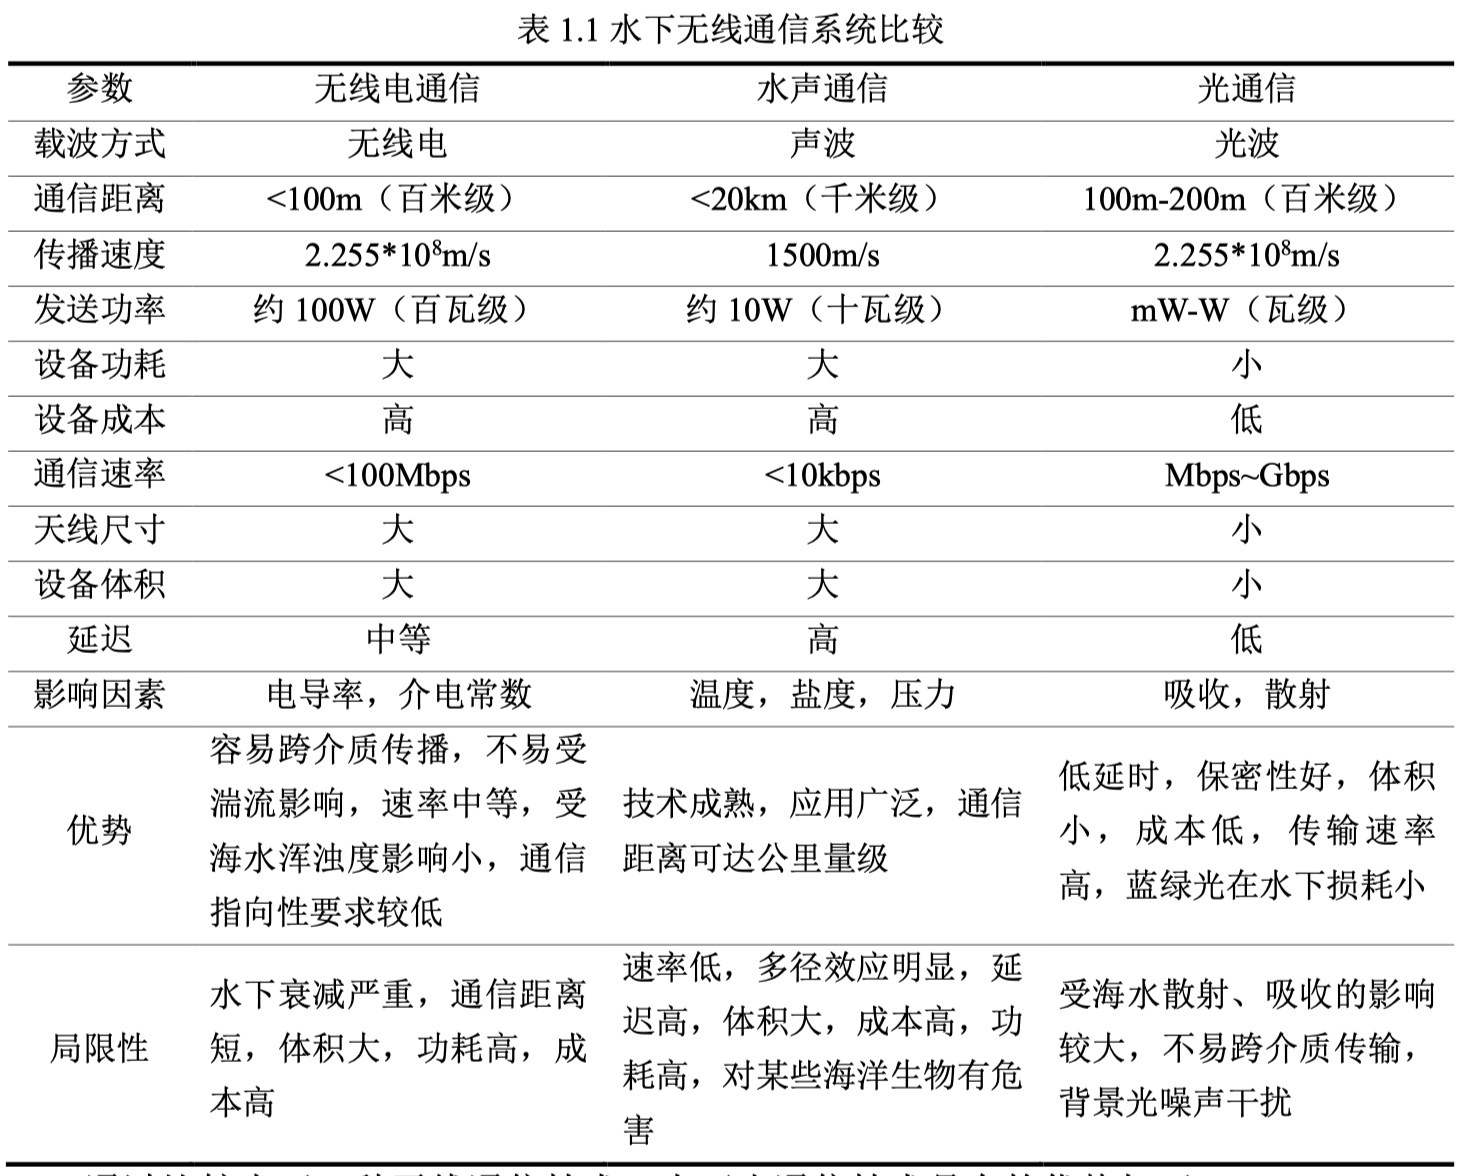 表 1.1 水下无线通信系统比较
参数 无线电通信 水声通信 光通信
载波方式 无线电 声波 光波
通信距离 <100m（百米级） <20km（千米级） 100m-200m（百米级）
传播速度 2.255*10⁸m/s 1500m/s 2.255*10⁸m/s
发送功率 约 100W（百瓦级） 约 10W（十瓦级） mW-W（瓦级）
设备功耗 大 大 小
设备成本 高 高 低
通信速率 <100Mbps <10kbps Mbps~Gbps
天线尺寸 大 大 小
设备体积 大 大 小
延迟 中等 高 低
影响因素 电导率，介电常数 温度，盐度，压力 吸收，散射
优势
容易跨介质传播，不易受
湍流影响，速率中等，受
海水浑浊度影响小，通信
指向性要求较低
技术成熟，应用广泛，通信
距离可达公里量级
低延时，保密性好，体积
小，成本低，传输速率
高，蓝绿光在水下损耗小
局限性
水下衰减严重，通信距离
短，体积大，功耗高，成
本高
速率低，多径效应明显，延
迟高，体积大，成本高，功
耗高，对某些海洋生物有危
害
受海水散射、吸收的影响
较大，不易跨介质传输，
背景光噪声干扰